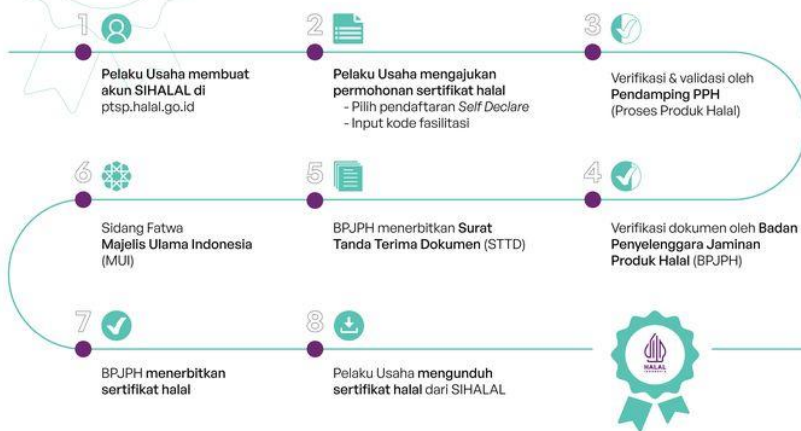 1
Pelaku Usaha membuat
akun SIHALAL di
ptsp.halal.go.id
2
Pelaku Usaha mengajukan
permohonan sertifikat halal
- Pilih pendaftaran Self Declare
- Input kode fasilitasi
3
Verifikasi & validasi oleh
Pendamping PPH
(Proses Produk Halal)
4
Verifikasi dokumen oleh Badan
Penyelenggara Jaminan
Produk Halal (BPJPH)
5
BPJPH menerbitkan Surat
Tanda Terima Dokumen (STTD)
6
Sidang Fatwa
Majelis Ulama Indonesia
(MUI)
7
BPJPH menerbitkan
sertifikat halal
8
Pelaku Usaha mengunduh
sertifikat halal dari SIHALAL
HALAL
INDONESIA